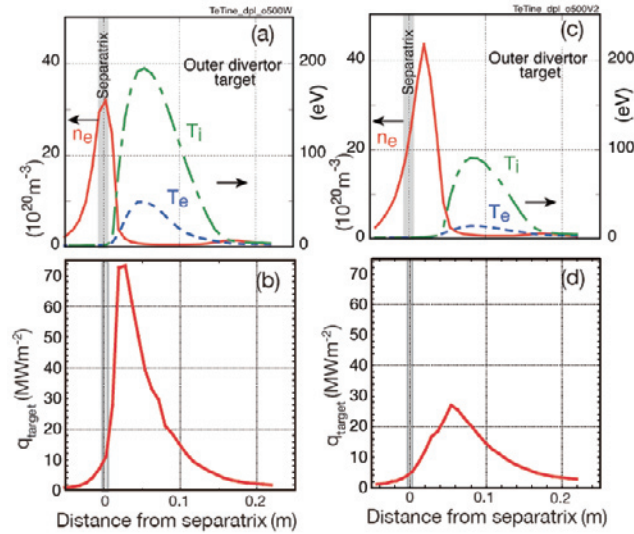 TeTine_dpl_o500W
(a)
Separatrix
Outer divertor
target
nₑ
Tᵢ
Tₑ
40
20
0
(10²⁰m⁻³)
200
100
0
(eV)
TeTine_dpl_o500V2
(c)
Separatrix
Outer divertor
target
nₑ
Tᵢ
Tₑ
40
20
0
(10²⁰m⁻³)
200
100
0
(eV)
(b)
70
60
50
40
30
20
10
0
q_target (MWm⁻²)
0 0.1 0.2
Distance from separatrix (m)
(d)
70
60
50
40
30
20
10
0
q_target (MWm⁻²)
0 0.1 0.2
Distance from separatrix (m)